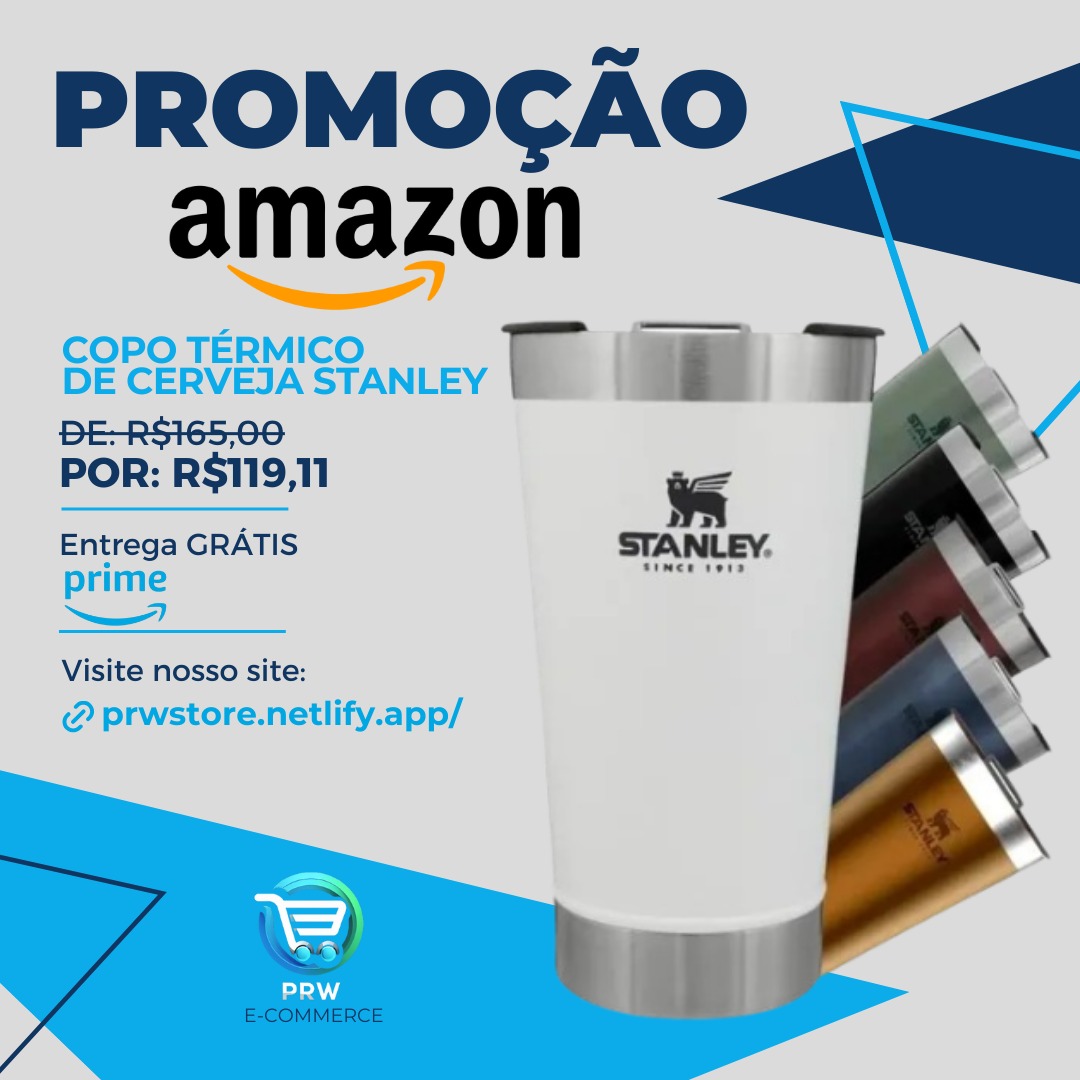 PROMOÇÃO
amazon
COPO TÉRMICO
DE CERVEJA STANLEY
DE: R$165,00
POR: R$119,11
Entrega GRÁTIS
prime
Visite nosso site:
prwstore.netlify.app/
STANLEY®
SINCE 1913
STANLEY
PRW
E-COMMERCE